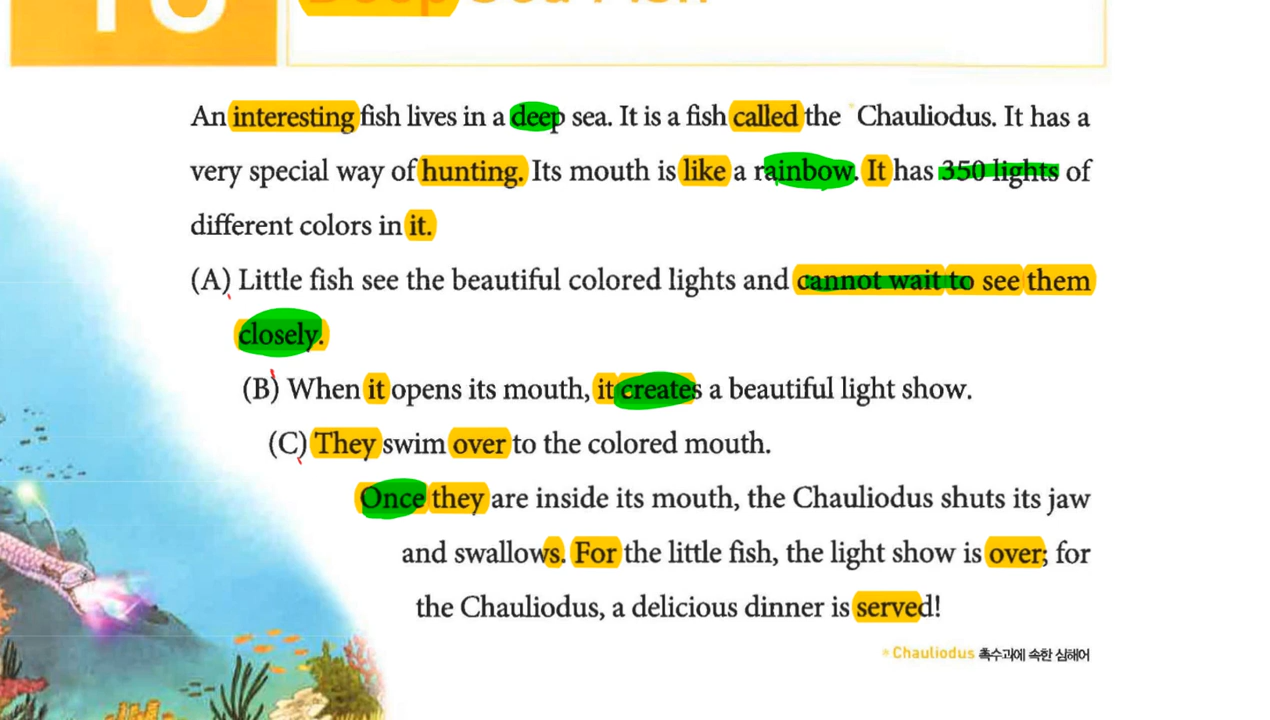 Deep Sea Fish
An interesting fish lives in a deep sea. It is a fish called the *Chauliodus. It has a
very special way of hunting. Its mouth is like a rainbow. It has 350 lights of
different colors in it.
(A) Little fish see the beautiful colored lights and cannot wait to see them
closely.
(B) When it opens its mouth, it creates a beautiful light show.
(C) They swim over to the colored mouth.
Once they are inside its mouth, the Chauliodus shuts its jaw
and swallows. For the little fish, the light show is over; for
the Chauliodus, a delicious dinner is served!
*Chauliodus 촉수과에 속한 심해어